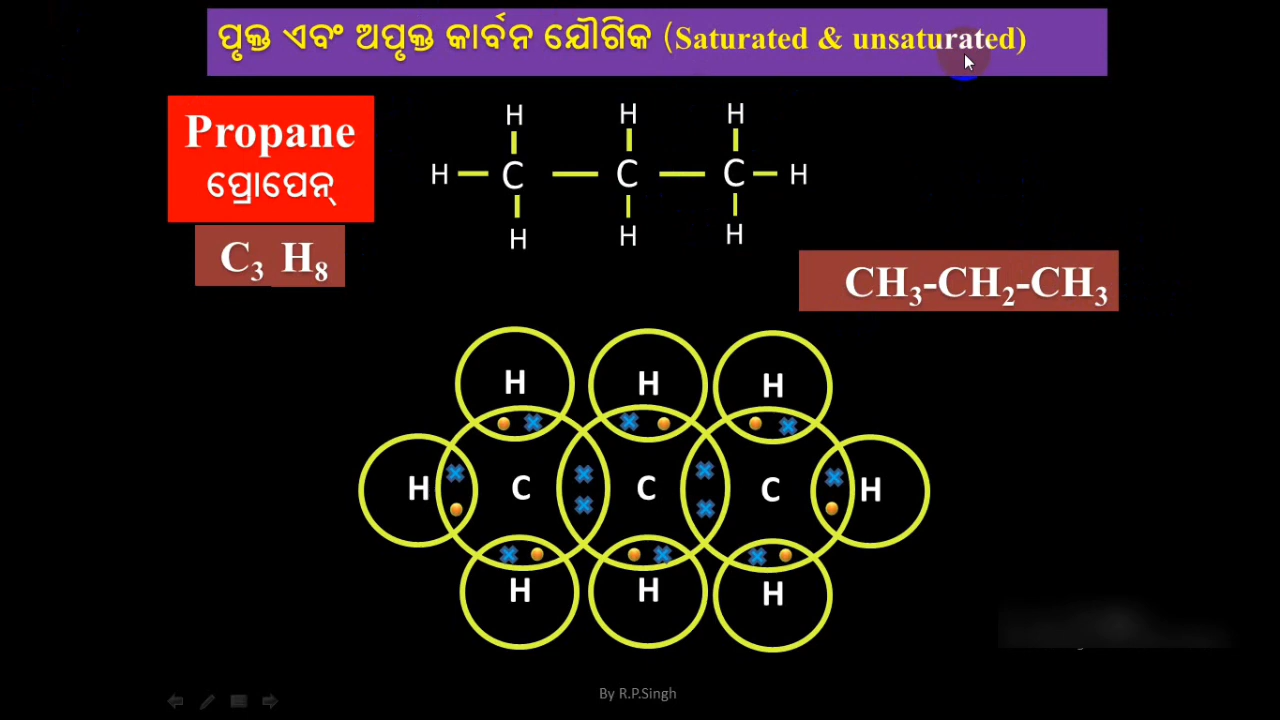 ପୃକ୍ତ ଏବଂ ଅପୃକ୍ତ କାର୍ବନ ଯୌଗିକ (Saturated & unsaturated)
Propane
ପ୍ରୋପେନ୍
C3 H8
H H H
H C C C H
H H H
CH3-CH2-CH3
H H H
H C C C H
H H H
By R.P.Singh